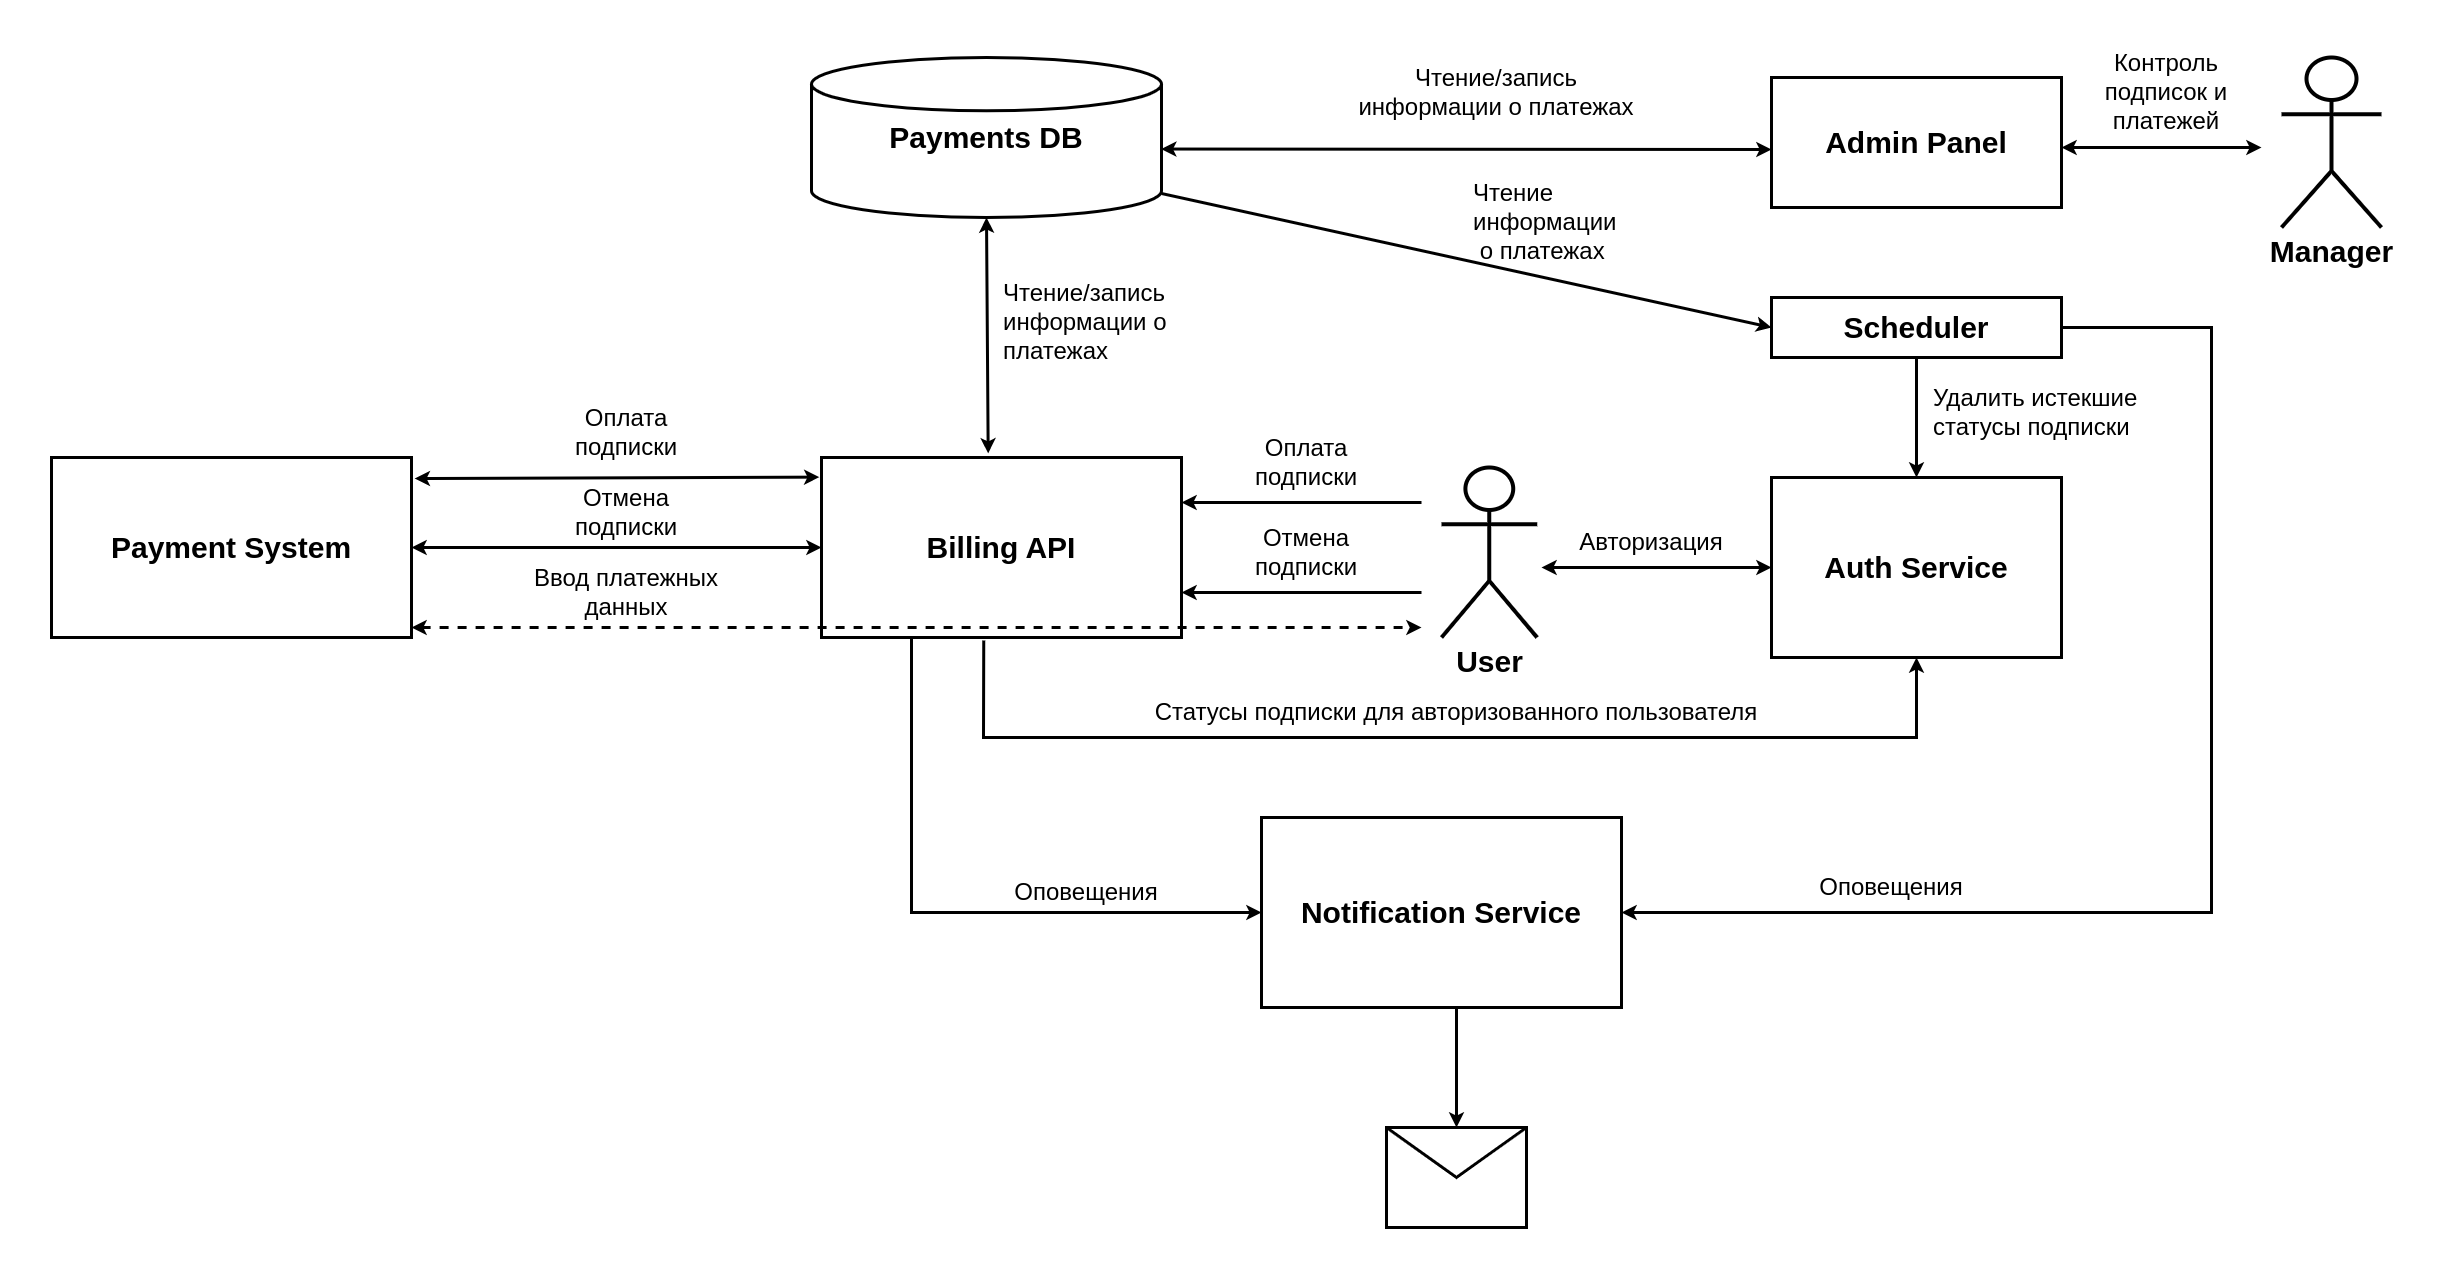 Контроль
подписок и
платежей
Чтение/запись
информации о платежах
Payments DB
Admin Panel
Manager
Чтение
информации
о платежах
Чтение/запись
информации о
платежах
Scheduler
Удалить истекшие
статусы подписки
Оплата
подписки
Оплата
подписки
Отмена
подписки
Отмена
подписки
Авторизация
Payment System
Billing API
Auth Service
Ввод платежных
данных
User
Статусы подписки для авторизованного пользователя
Оповещения
Оповещения
Notification Service